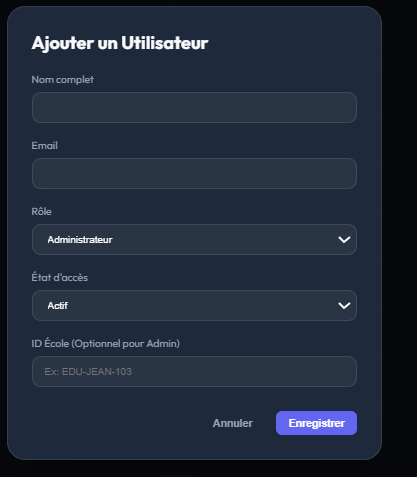 Ajouter un Utilisateur
Nom complet
Email
Rôle
Administrateur
État d'accès
Actif
ID École (Optionnel pour Admin)
Ex: EDU-JEAN-103
Annuler Enregistrer